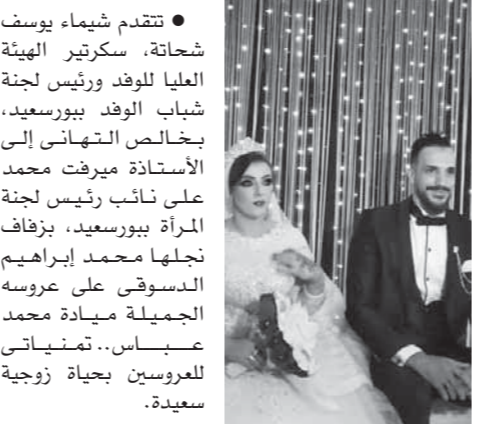 ● تتقدم شيماء يوسف
شحاتة، سكرتير الهيئة
العليا للوفد ورئيس لجنة
شباب الوفد ببورسعيد،
بخالص التهانى إلى
الأستاذة ميرفت محمد
على نائب رئيس لجنة
المرأة ببورسعيد، بزفاف
نجلها محمد إبراهيم
الدسوقى على عروسه
الجميلة ميادة محمد
عباس.. تمنياتى
للعروسين بحياة زوجية
سعيدة.